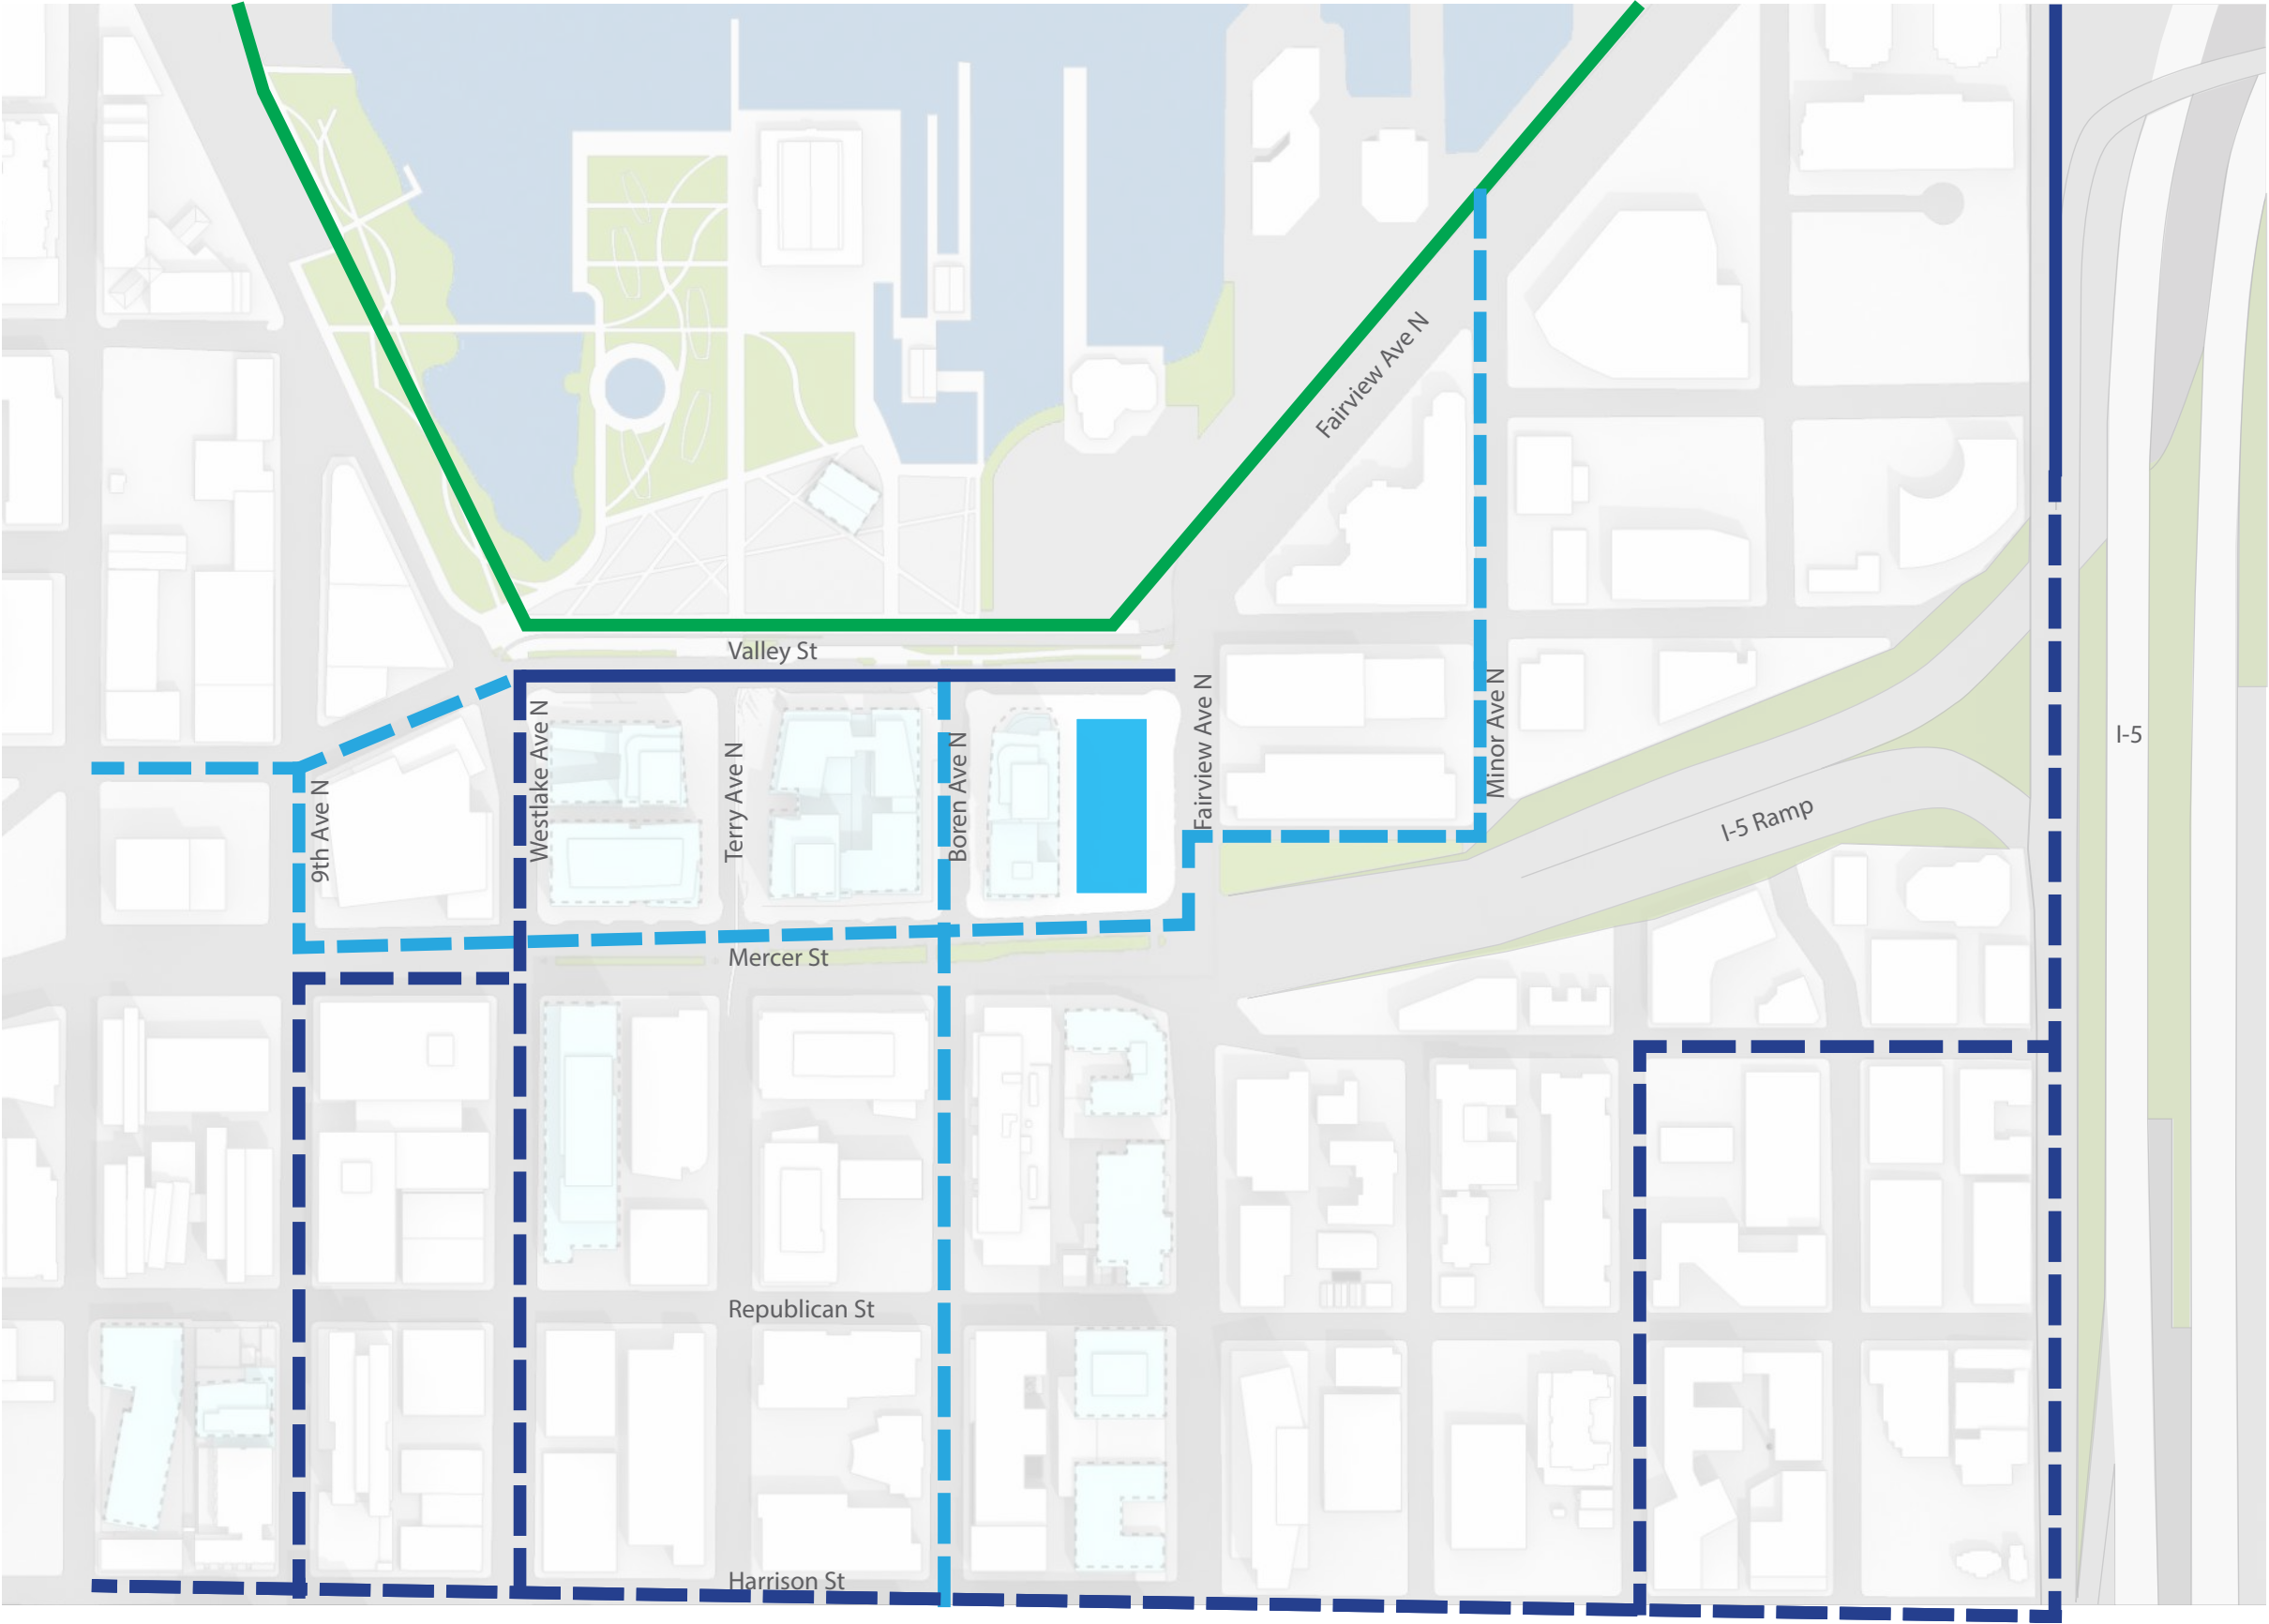 Fairview Ave N
Valley St
Westlake Ave N
Terry Ave N
Boren Ave N
Fairview Ave N
Minor Ave N
I-5
9th Ave N
I-5 Ramp
Mercer St
Republican St
Harrison St